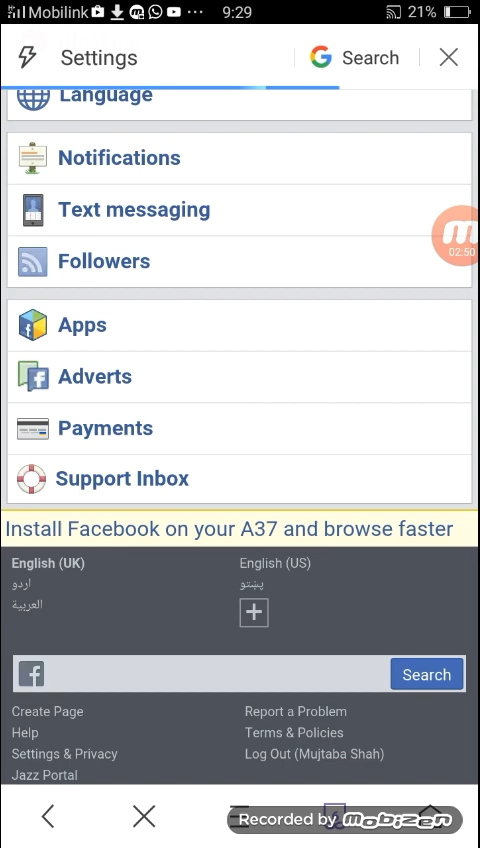 Mobilink 9:29 21%
Settings Search
Language
Notifications
Text messaging
02:50
Followers
Apps
Adverts
Payments
Support Inbox
Install Facebook on your A37 and browse faster
English (UK) English (US)
اردو پښتو
العربية
Search
Create Page Report a Problem
Help Terms & Policies
Settings & Privacy Log Out (Mujtaba Shah)
Jazz Portal
Recorded by mobizen